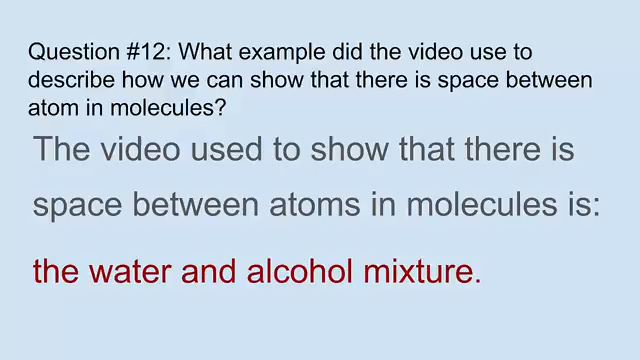 Question #12: What example did the video use to
describe how we can show that there is space between
atom in molecules?
The video used to show that there is
space between atoms in molecules is:
the water and alcohol mixture.